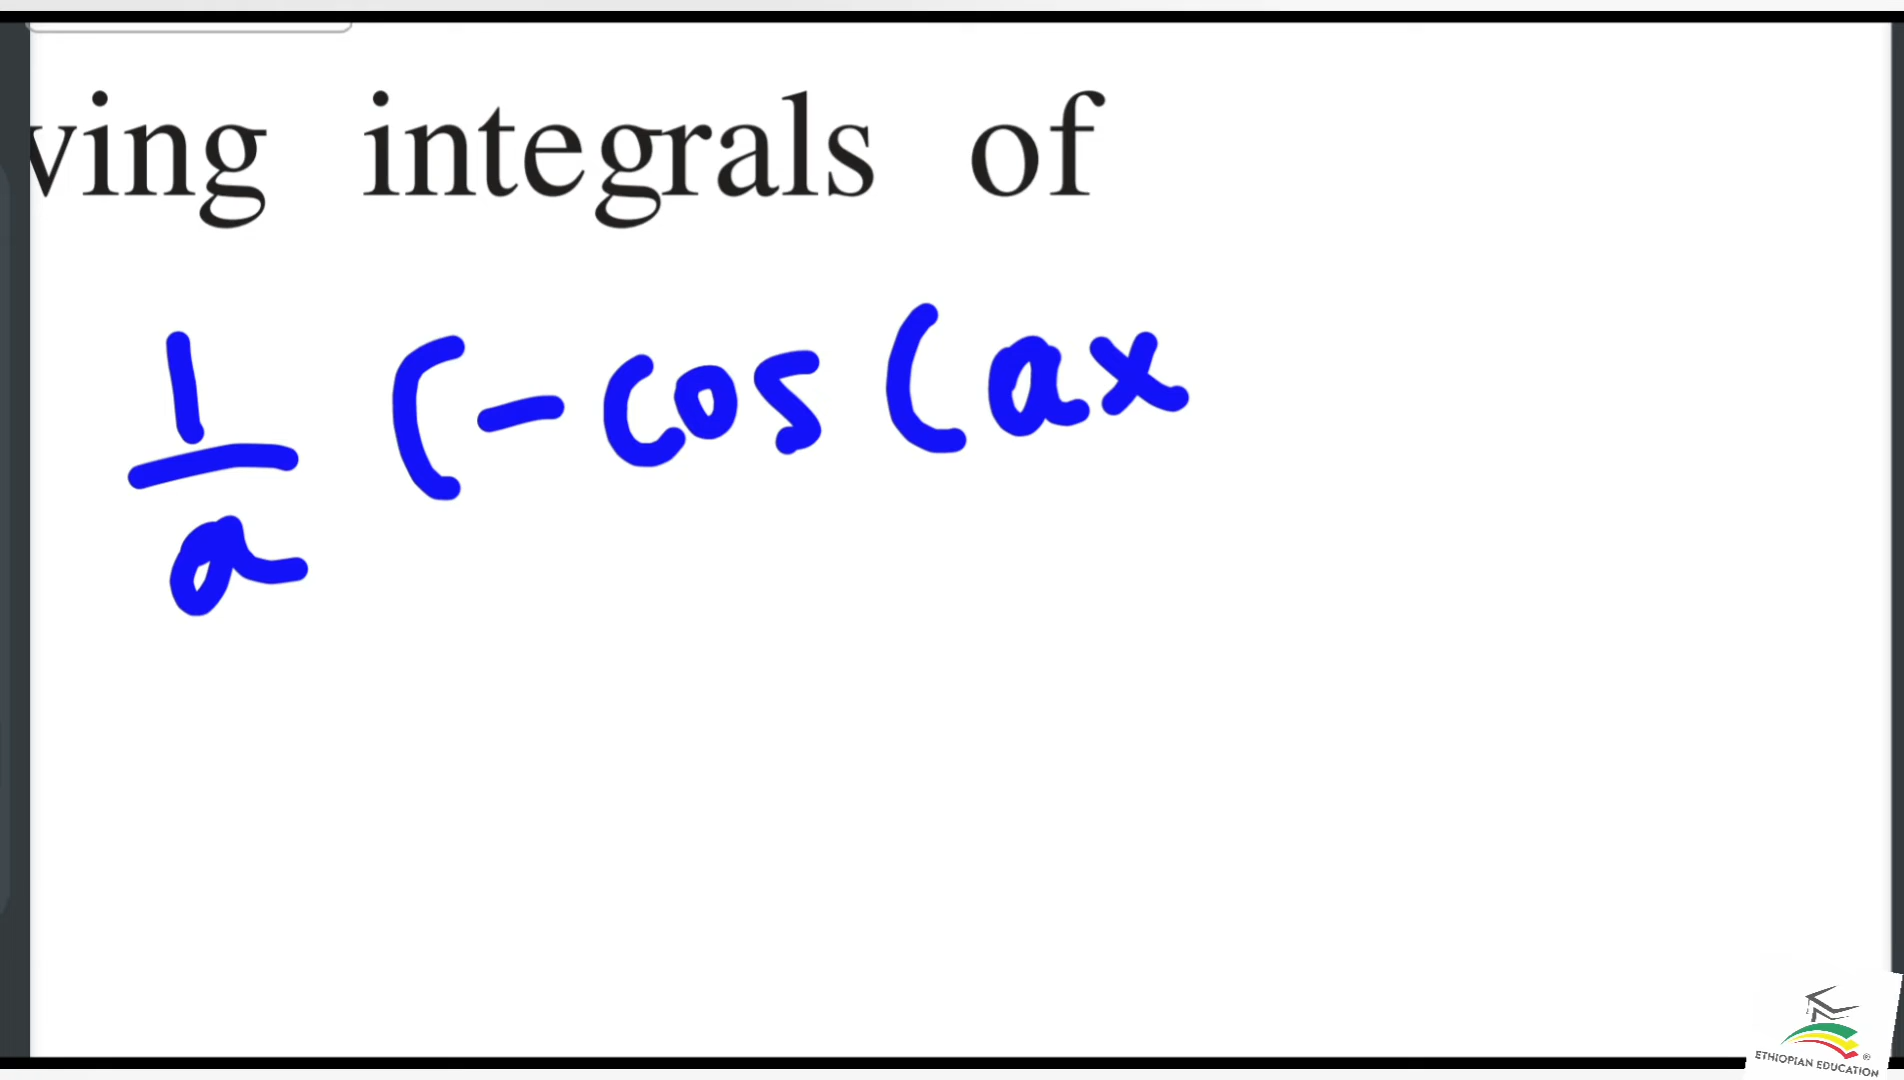 ving integrals of
1/a (-cos(ax
ETHIOPIAN EDUCATION ®